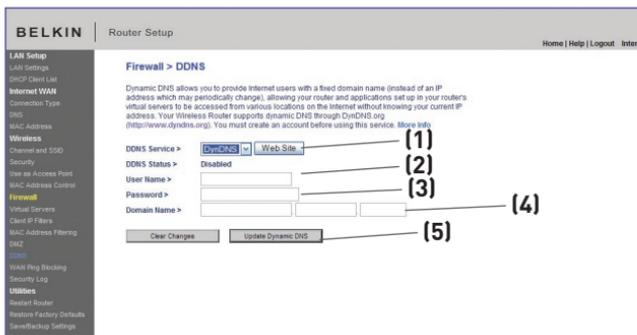 BELKIN Router Setup
Home | Help | Logout Inter
LAN Setup
LAN Settings
DHCP Client List
Internet WAN
Connection Type
DNS
MAC Address
Wireless
Channel and SSID
Security
Use as Access Point
MAC Address Control
Firewall
Virtual Servers
Client IP Filters
MAC Address Filtering
DMZ
DDNS
WAN Ping Blocking
Security Log
Utilities
Restart Router
Restore Factory Defaults
Save/Backup Settings
Firewall > DDNS
Dynamic DNS allows you to provide Internet users with a fixed domain name (instead of an IP
address which may periodically change), allowing your router and applications set up in your router's
virtual servers to be accessed from various locations on the Internet without knowing your current IP
address. Your Wireless Router supports dynamic DNS through DynDNS.org
(http://www.dyndns.org). You must create an account before using this service. More Info
DDNS Service > DynDNS Web Site (1)
DDNS Status > Disabled
User Name > (2)
Password > (3)
Domain Name > (4)
Clear Changes Update Dynamic DNS (5)